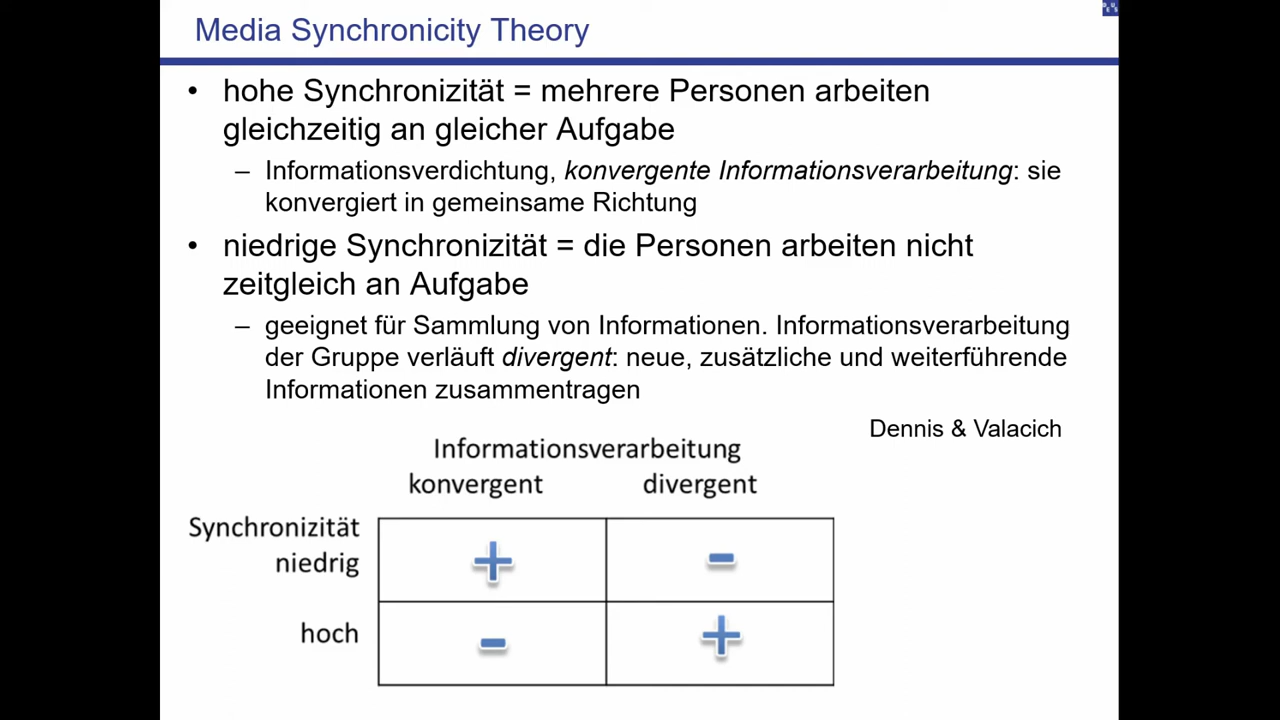 Media Synchronicity Theory
• hohe Synchronizität = mehrere Personen arbeiten
gleichzeitig an gleicher Aufgabe
– Informationsverdichtung, konvergente Informationsverarbeitung: sie
konvergiert in gemeinsame Richtung
• niedrige Synchronizität = die Personen arbeiten nicht
zeitgleich an Aufgabe
– geeignet für Sammlung von Informationen. Informationsverarbeitung
der Gruppe verläuft divergent: neue, zusätzliche und weiterführende
Informationen zusammentragen
Dennis & Valacich
Informationsverarbeitung
konvergent divergent
Synchronizität
niedrig + -
hoch - +